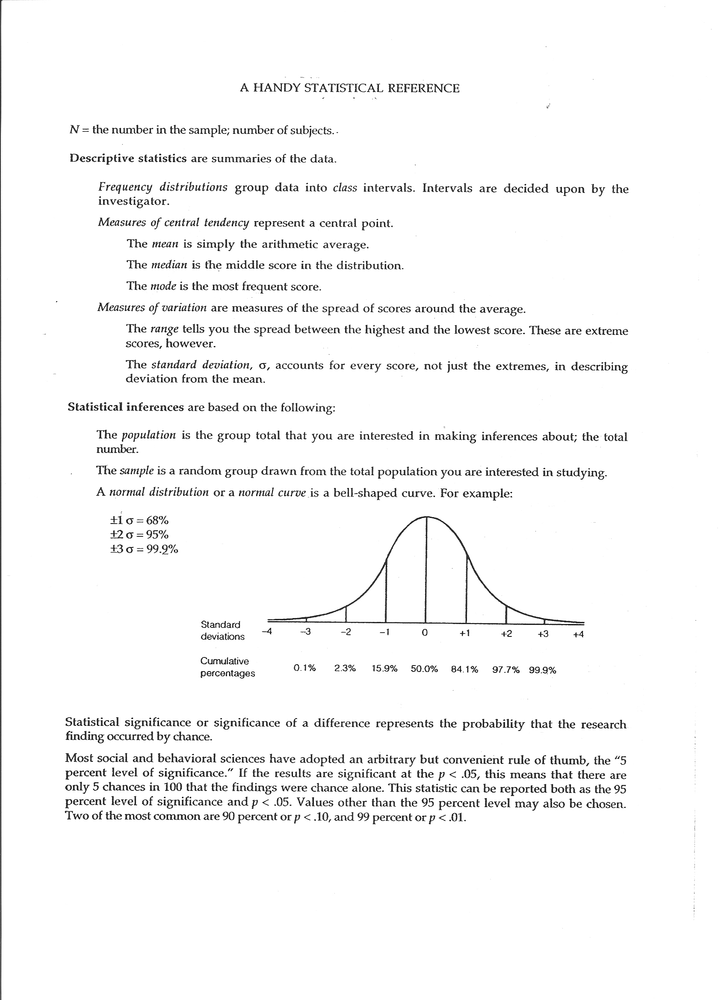 A HANDY STATISTICAL REFERENCE
N = the number in the sample; number of subjects.
Descriptive statistics are summaries of the data.
Frequency distributions group data into class intervals. Intervals are decided upon by the
investigator.
Measures of central tendency represent a central point.
The mean is simply the arithmetic average.
The median is the middle score in the distribution.
The mode is the most frequent score.
Measures of variation are measures of the spread of scores around the average.
The range tells you the spread between the highest and the lowest score. These are extreme
scores, however.
The standard deviation, σ, accounts for every score, not just the extremes, in describing
deviation from the mean.
Statistical inferences are based on the following:
The population is the group total that you are interested in making inferences about; the total
number.
The sample is a random group drawn from the total population you are interested in studying.
A normal distribution or a normal curve is a bell-shaped curve. For example:
±1 σ = 68%
±2 σ = 95%
±3 σ = 99.9%
Standard
deviations
–4 –3 –2 –1 0 +1 +2 +3 +4
Cumulative
percentages
0.1% 2.3% 15.9% 50.0% 84.1% 97.7% 99.9%
Statistical significance or significance of a difference represents the probability that the research
finding occurred by chance.
Most social and behavioral sciences have adopted an arbitrary but convenient rule of thumb, the "5
percent level of significance." If the results are significant at the p < .05, this means that there are
only 5 chances in 100 that the findings were chance alone. This statistic can be reported both as the 95
percent level of significance and p < .05. Values other than the 95 percent level may also be chosen.
Two of the most common are 90 percent or p < .10, and 99 percent or p < .01.